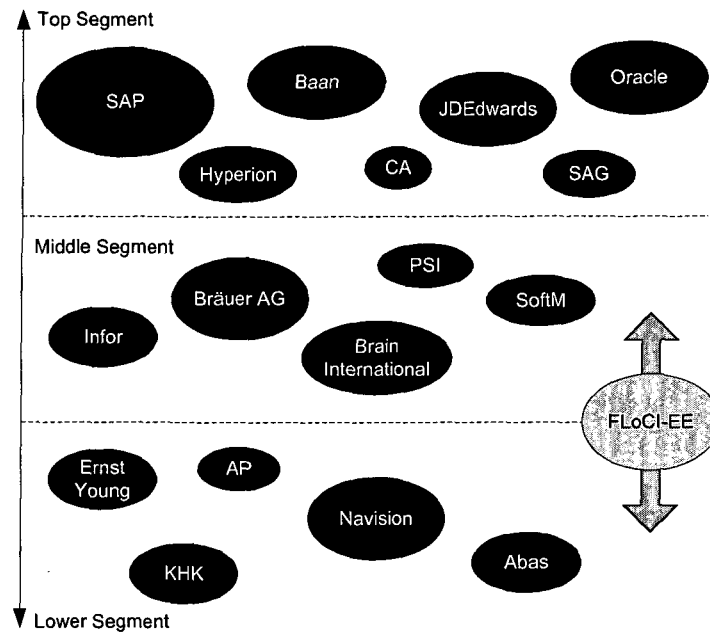 Top Segment
SAP
Baan
JDEdwards
Oracle
Hyperion
CA
SAG
Middle Segment
PSI
Bräuer AG
SoftM
Infor
Brain
International
FLoCI-EE
Ernst
Young
AP
Navision
KHK
Abas
Lower Segment